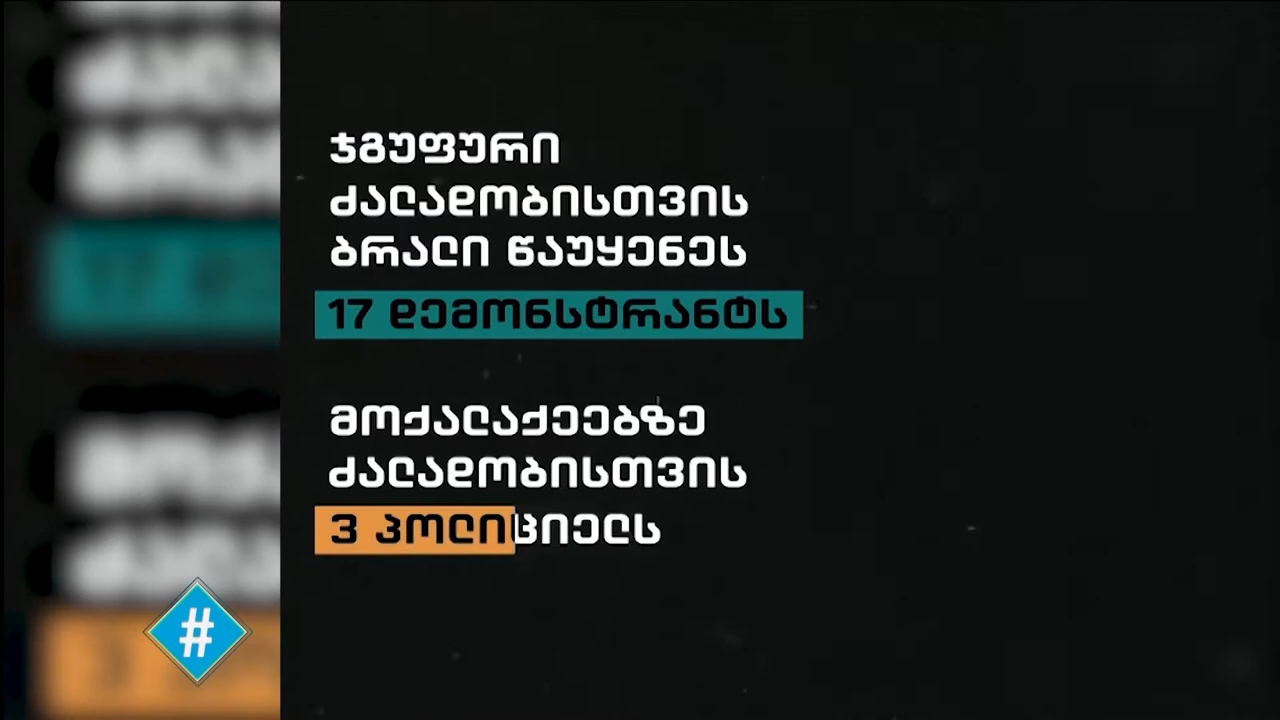 ჯგუფური
ძალადობისთვის
ბრალი წაუყენეს
17 დემონსტრანტს
მოქალაქეებზე
ძალადობისთვის
3 პოლიციელს
#